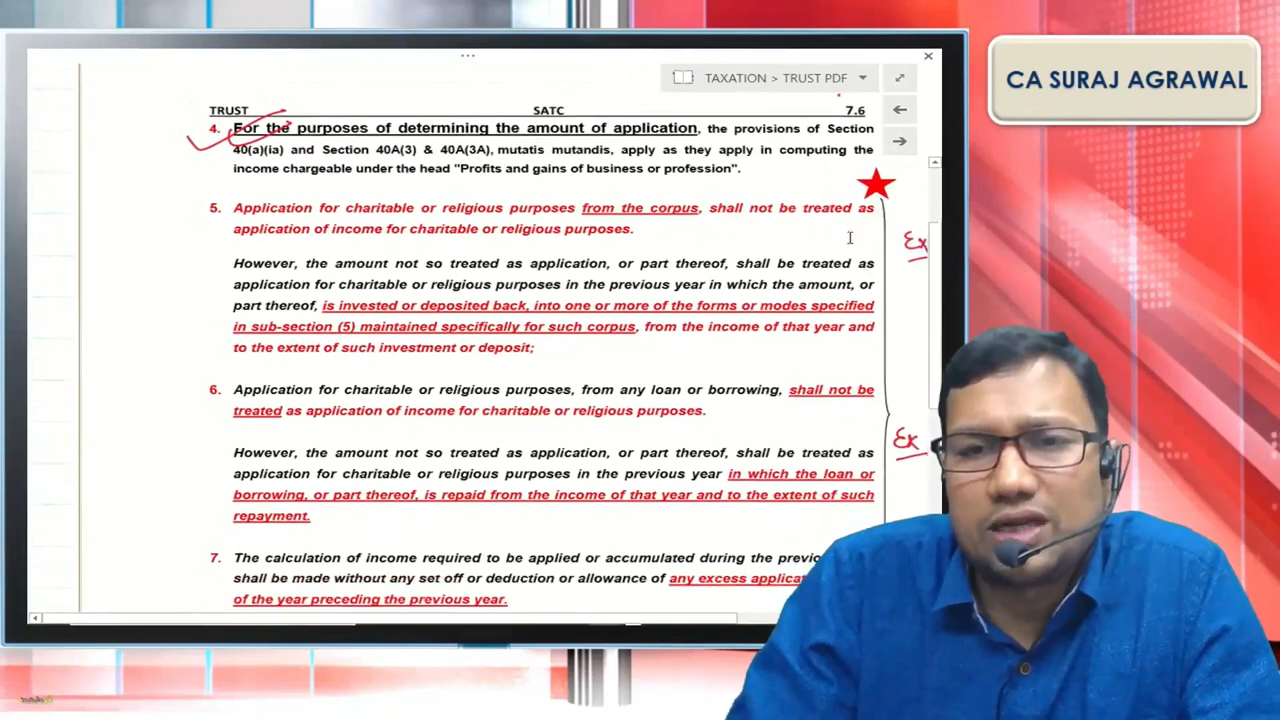 CA SURAJ AGRAWAL
TAXATION > TRUST PDF
TRUST SATC 7.6
4. For the purposes of determining the amount of application, the provisions of Section
40(a)(ia) and Section 40A(3) & 40A(3A), mutatis mutandis, apply as they apply in computing the
income chargeable under the head "Profits and gains of business or profession".
5. Application for charitable or religious purposes from the corpus, shall not be treated as
application of income for charitable or religious purposes.
Ex
However, the amount not so treated as application, or part thereof, shall be treated as
application for charitable or religious purposes in the previous year in which the amount, or
part thereof, is invested or deposited back, into one or more of the forms or modes specified
in sub-section (5) maintained specifically for such corpus, from the income of that year and
to the extent of such investment or deposit;
6. Application for charitable or religious purposes, from any loan or borrowing, shall not be
treated as application of income for charitable or religious purposes.
Ex
However, the amount not so treated as application, or part thereof, shall be treated as
application for charitable or religious purposes in the previous year in which the loan or
borrowing, or part thereof, is repaid from the income of that year and to the extent of such
repayment.
7. The calculation of income required to be applied or accumulated during the
shall be made without any set off or deduction or allowance of any excess
of the year preceding the previous year.